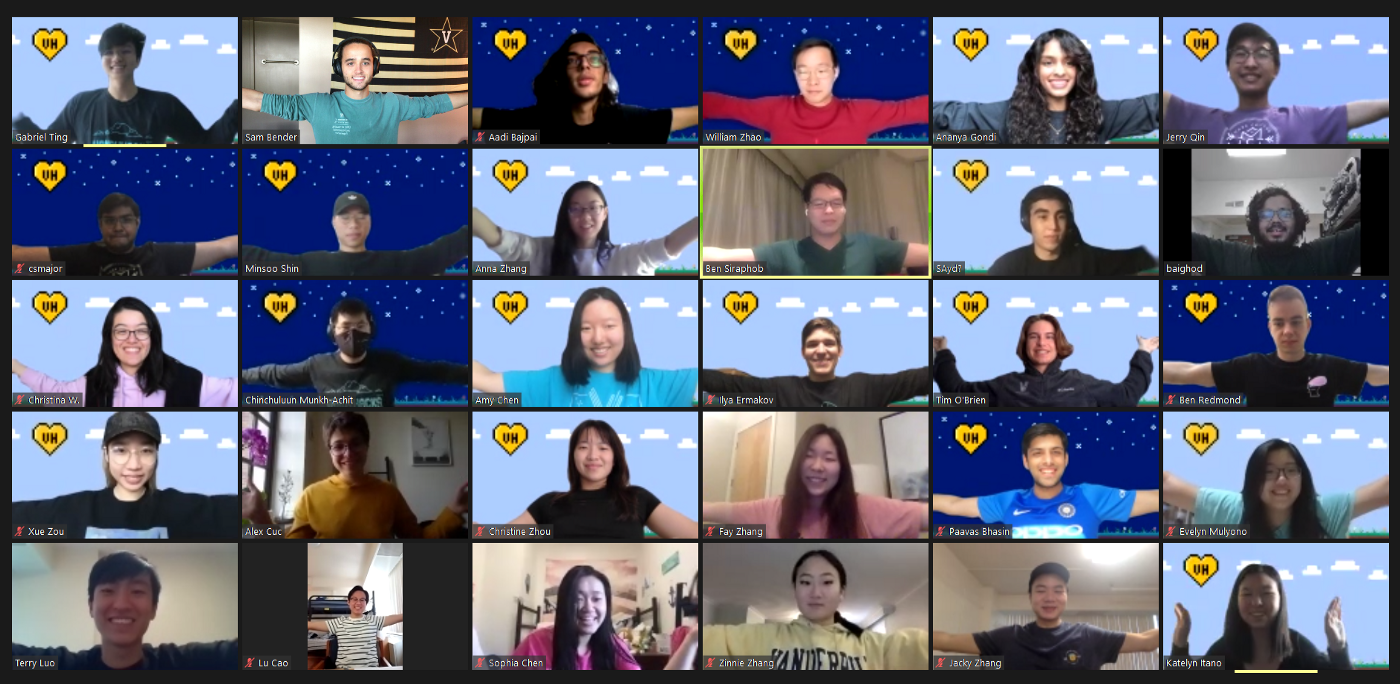 VH
Gabriel Ting
V
Sam Bender
VH
Aadi Bajpai
VH
William Zhao
VH
Ananya Gondi
VH
Jerry Qin
VH
csmajor
VH
Minsoo Shin
VH
Anna Zhang
Ben Siraphob
VH
SAyd?
baighod
VH
Christina W.
VH
Chinchuluun Munkh-Achit
VH
Amy Chen
VH
Ilya Ermakov
VH
Tim O'Brien
VH
Ben Redmond
VH
Xue Zou
Alex Cuc
VH
Christine Zhou
Fay Zhang
VH
Paavas Bhasin
VH
Evelyn Mulyono
Terry Luo
Lu Cao
Sophia Chen
VANDERBILT
Zinnie Zhang
Jacky Zhang
VH
Katelyn Itano